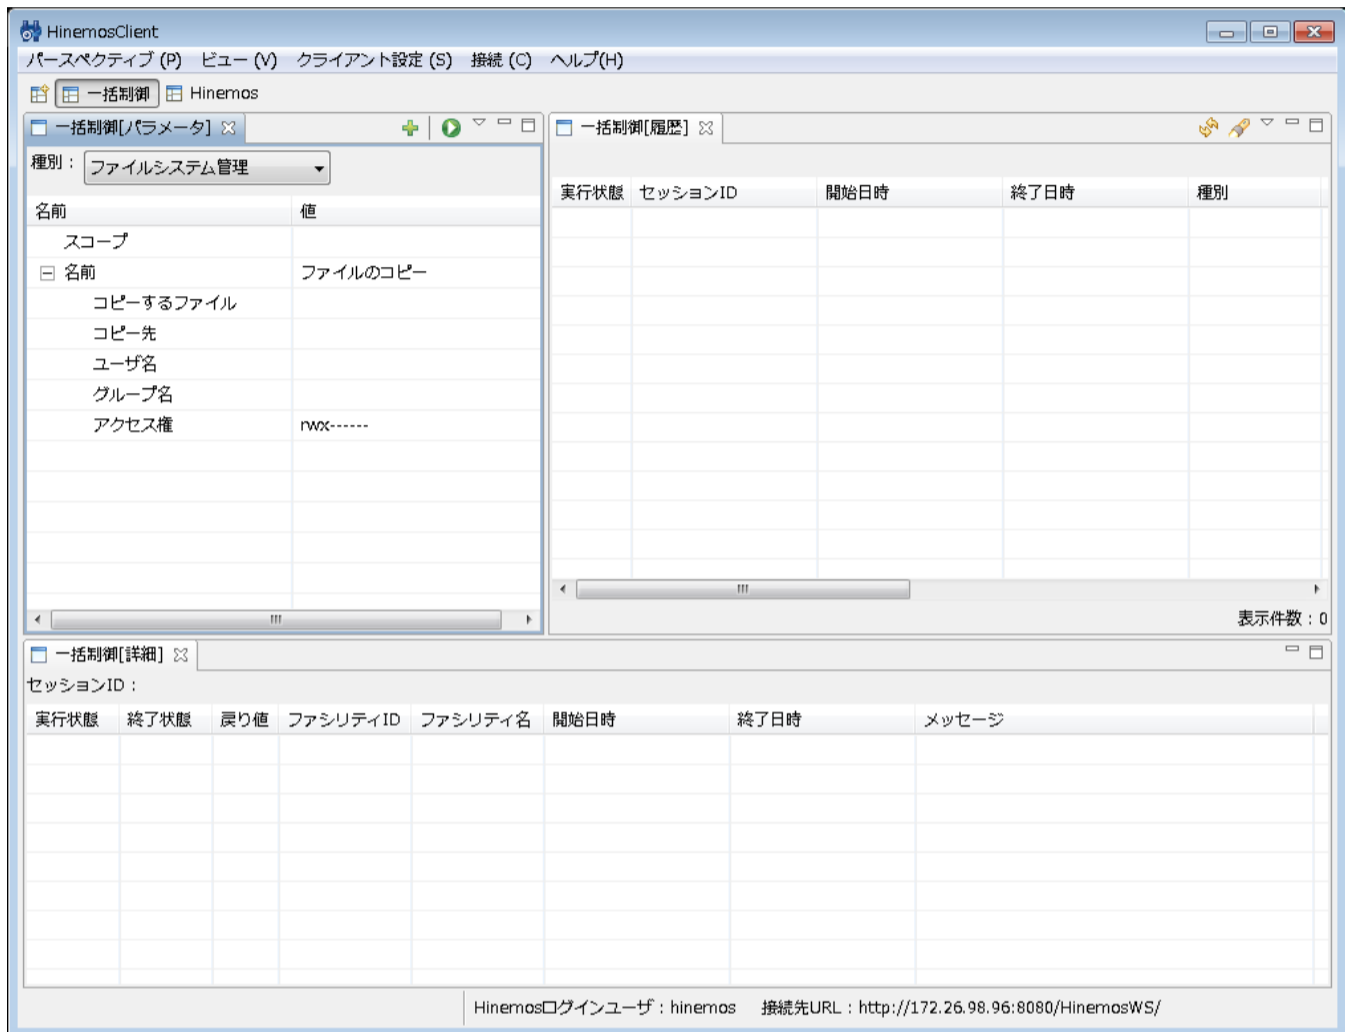 HinemosClient
パースペクティブ (P) ビュー (V) クライアント設定 (S) 接続 (C) ヘルプ(H)
一括制御 Hinemos
一括制御[パラメータ]
種別： ファイルシステム管理
名前 値
スコープ
名前 ファイルのコピー
コピーするファイル
コピー先
ユーザ名
グループ名
アクセス権 rwx------
一括制御[履歴]
実行状態 セッションID 開始日時 終了日時 種別
表示件数：0
一括制御[詳細]
セッションID：
実行状態 終了状態 戻り値 ファシリティID ファシリティ名 開始日時 終了日時 メッセージ
Hinemosログインユーザ：hinemos 接続先URL：http://172.26.98.96:8080/HinemosWS/